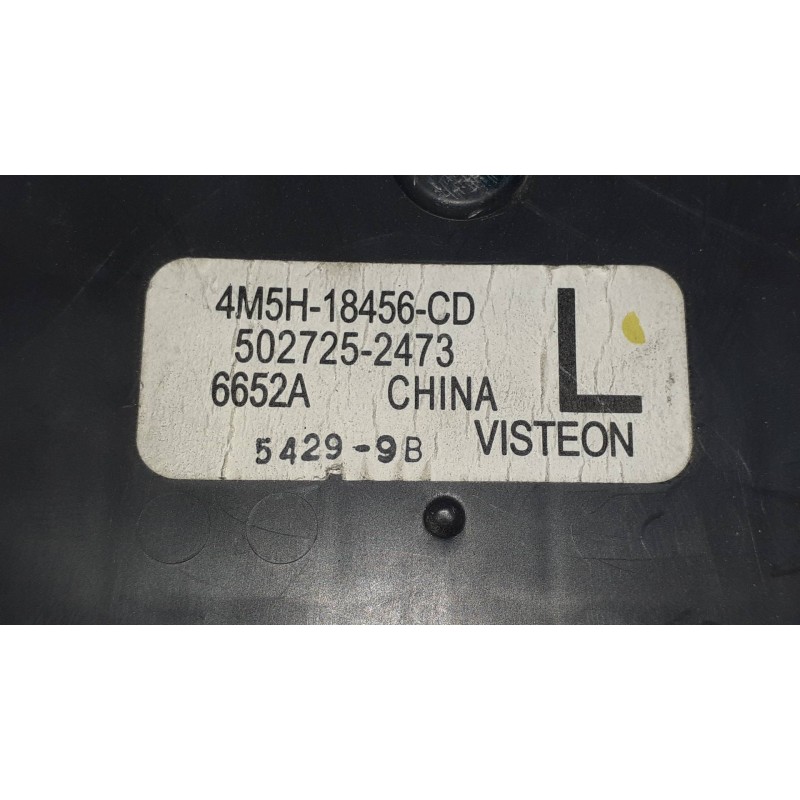 4M5H-18456-CD
502725-2473
6652A CHINA L
5429-9B VISTEON